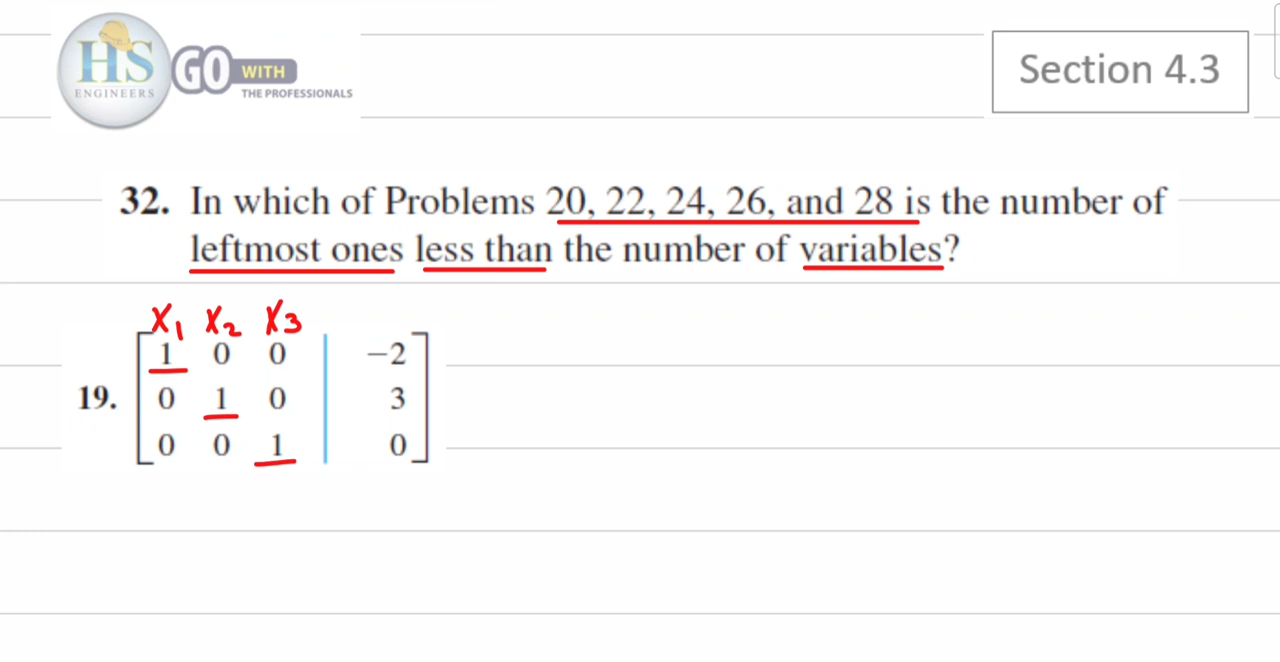 HS
ENGINEERS
GO WITH
THE PROFESSIONALS
Section 4.3
32. In which of Problems 20, 22, 24, 26, and 28 is the number of
leftmost ones less than the number of variables?
X₁ X₂ X₃
1 0 0 | −2
19. 0 1 0 | 3
0 0 1 | 0